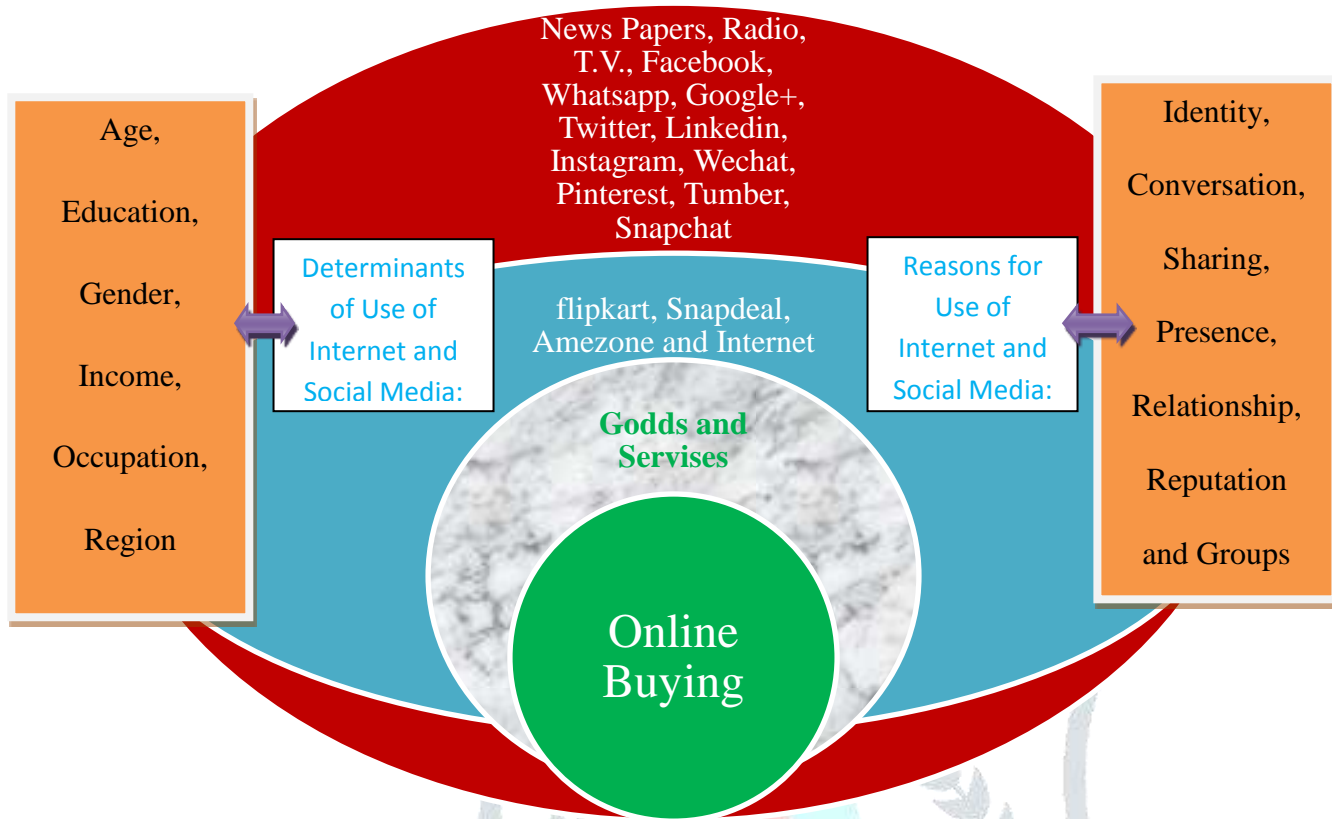 News Papers, Radio,
T.V., Facebook,
Whatsapp, Google+,
Twitter, Linkedin,
Instagram, Wechat,
Pinterest, Tumber,
Snapchat
Age,
Education,
Gender,
Income,
Occupation,
Region
Determinants
of Use of
Internet and
Social Media:
flipkart, Snapdeal,
Amezone and Internet
Reasons for
Use of
Internet and
Social Media:
Identity,
Conversation,
Sharing,
Presence,
Relationship,
Reputation
and Groups
Godds and
Servises
Online
Buying